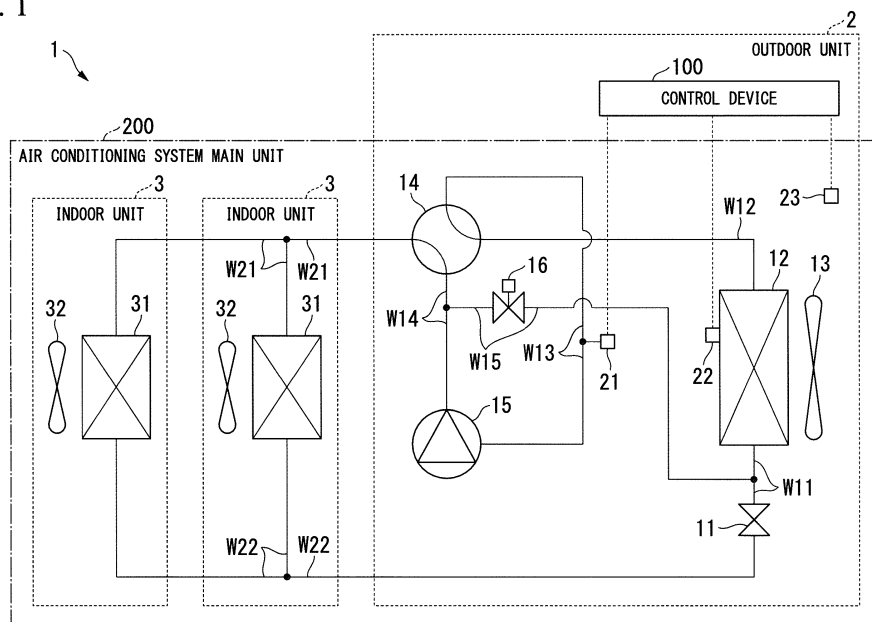 . 1
2
OUTDOOR UNIT
1
100
CONTROL DEVICE
200
AIR CONDITIONING SYSTEM MAIN UNIT
3
INDOOR UNIT
3
INDOOR UNIT
14
23
W12
W21
W21
16
12
13
32
31
32
31
W14
W15
W13
21
22
15
W11
11
W22
W22